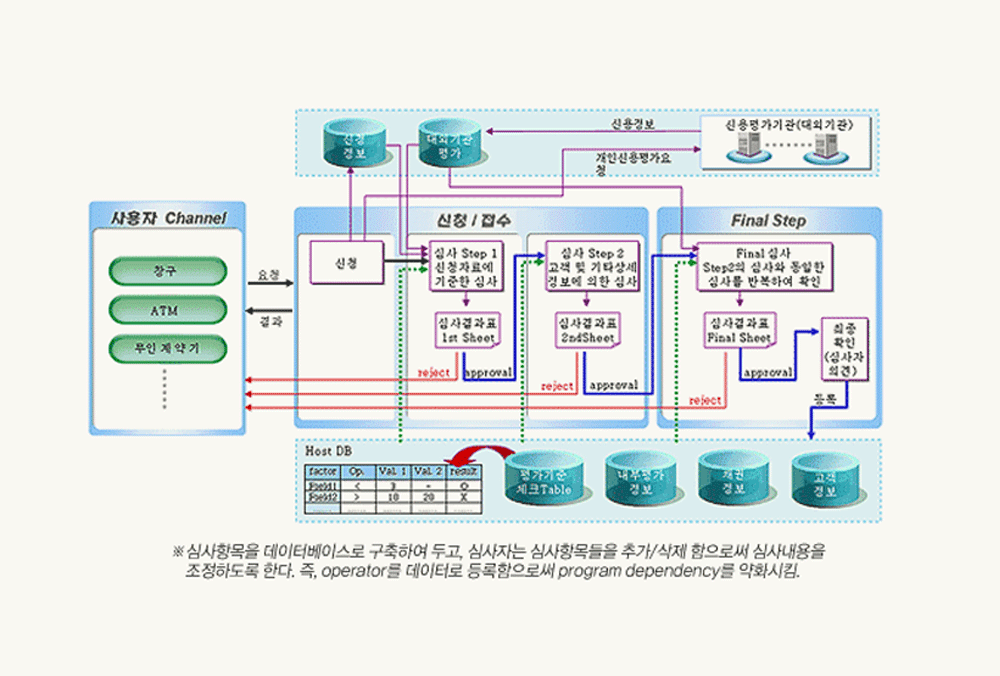 신용정보
신용평가기관(대외기관)
신청
정보
대외기관
평가
개인신용평가요
청
사용자 Channel
신청 / 접수
Final Step
창구
ATM
무인 계약기
요청
결과
신청
심사 Step 1
신청자료에
기준한 심사
심사 Step 2
고객 및 기타상세
정보에 의한 심사
Final 심사
Step2의 심사와 동일한
심사를 반복하여 확인
심사결과표
1st Sheet
심사결과표
2ndSheet
심사결과표
Final Sheet
최종
확인
(심사자
의견)
reject
approval
reject
approval
reject
approval
등록
Host DB
factor Op. Val. 1 Val. 2 result
Field1 < 3 - O
Field2 > 10 20 X
평가기준
체크Table
내부평가
정보
채권
정보
고객
정보
※ 심사항목을 데이터베이스로 구축하여 두고, 심사자는 심사항목들을 추가/삭제 함으로써 심사내용을
조정하도록 한다. 즉, operator를 데이터로 등록함으로써 program dependency를 약화시킴.